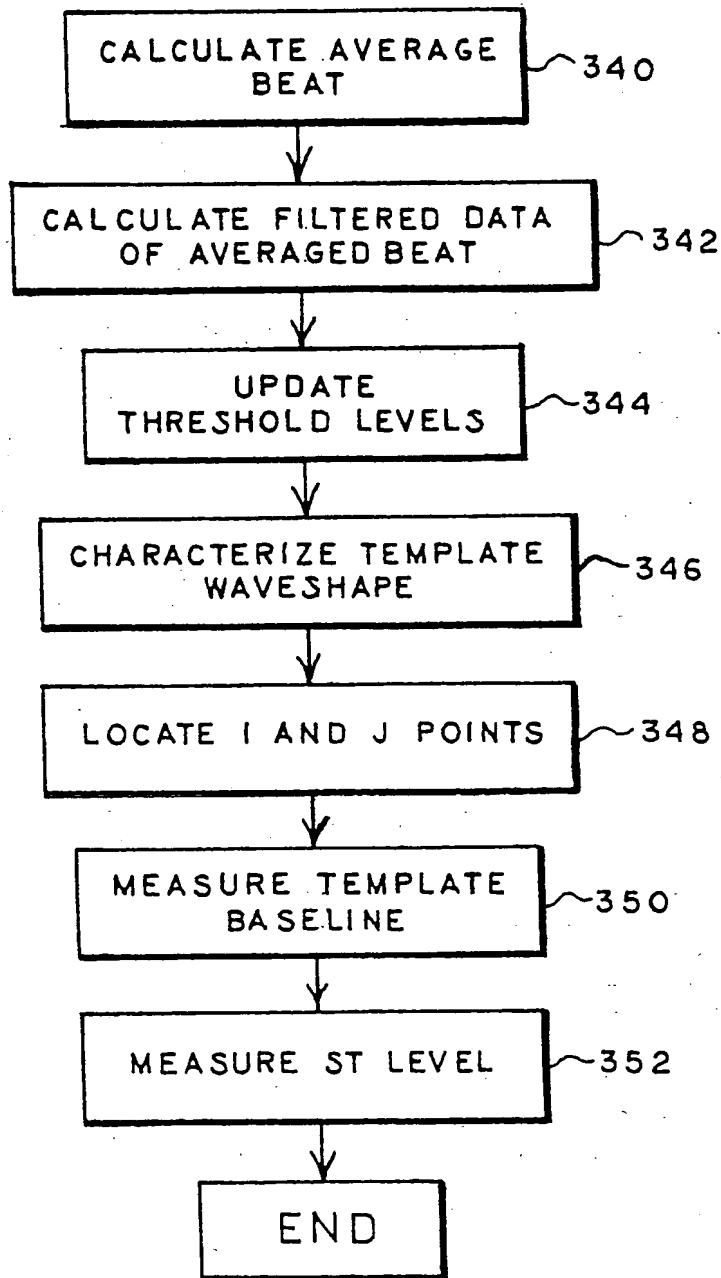 CALCULATE AVERAGE
BEAT
340
CALCULATE FILTERED DATA
OF AVERAGED BEAT
342
UPDATE
THRESHOLD LEVELS
344
CHARACTERIZE TEMPLATE
WAVESHAPE
346
LOCATE I AND J POINTS
348
MEASURE TEMPLATE
BASELINE
350
MEASURE ST LEVEL
352
END